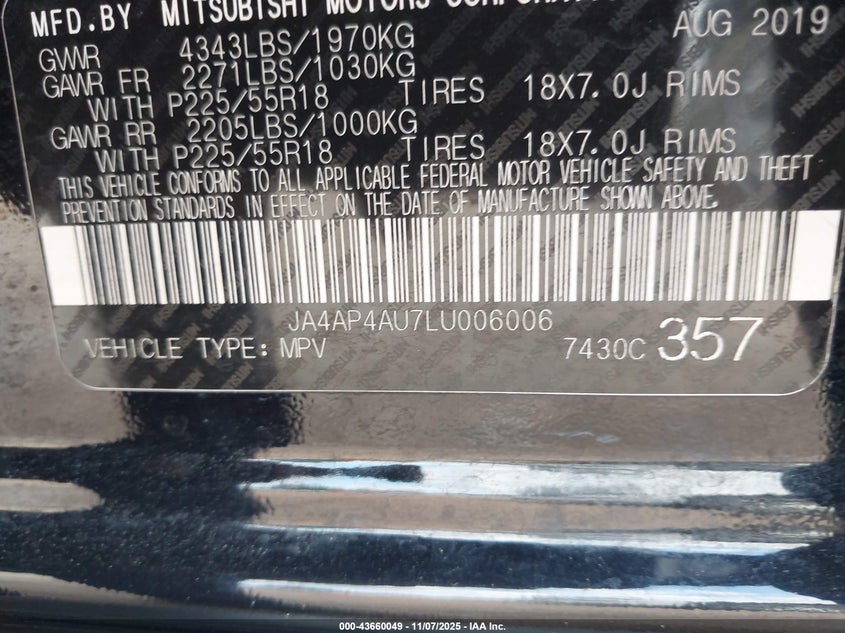 MFD.BY MITSUBISHI MOTORS CORPORATION
AUG 2019
GVWR 4343LBS/1970KG
GAWR FR 2271LBS/1030KG
WITH P225/55R18 TIRES 18X7.0J RIMS
GAWR RR 2205LBS/1000KG
WITH P225/55R18 TIRES 18X7.0J RIMS
THIS VEHICLE CONFORMS TO ALL APPLICABLE FEDERAL MOTOR VEHICLE SAFETY AND THEFT
PREVENTION STANDARDS IN EFFECT ON THE DATE OF MANUFACTURE SHOWN ABOVE.
JA4AP4AU7LU006006
VEHICLE TYPE: MPV 7430C 357
000-43660049 - 11/07/2025 - IAA Inc.